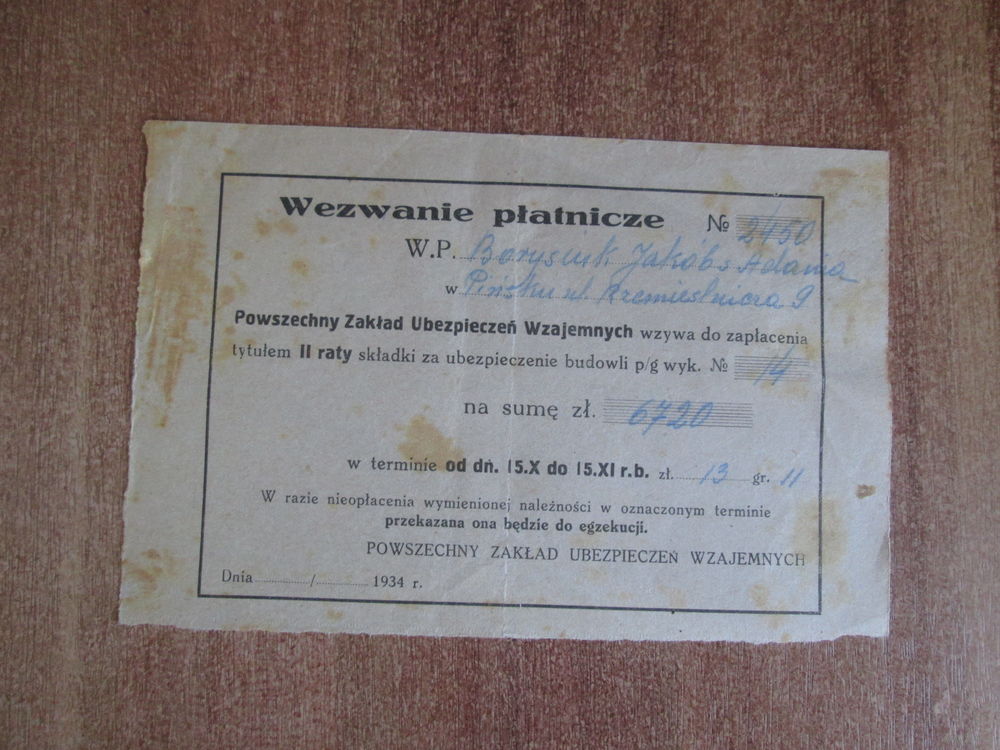 Wezwanie płatnicze № 2450
W.P. Borysiuk Jakób s Adama
w Pińsku ul. Rzemieślnicza 9
Powszechny Zakład Ubezpieczeń Wzajemnych wzywa do zapłacenia
tytułem II raty składki za ubezpieczenie budowli p/g wyk. № 14
na sumę zł. 6720
w terminie od dń. 15.X do 15.XI r.b. zł. 13 gr. 11
W razie nieopłacenia wymienionej należności w oznaczonym terminie
przekazana ona będzie do egzekucji.
POWSZECHNY ZAKŁAD UBEZPIECZEŃ WZAJEMNYCH
Dnia / 1934 r.